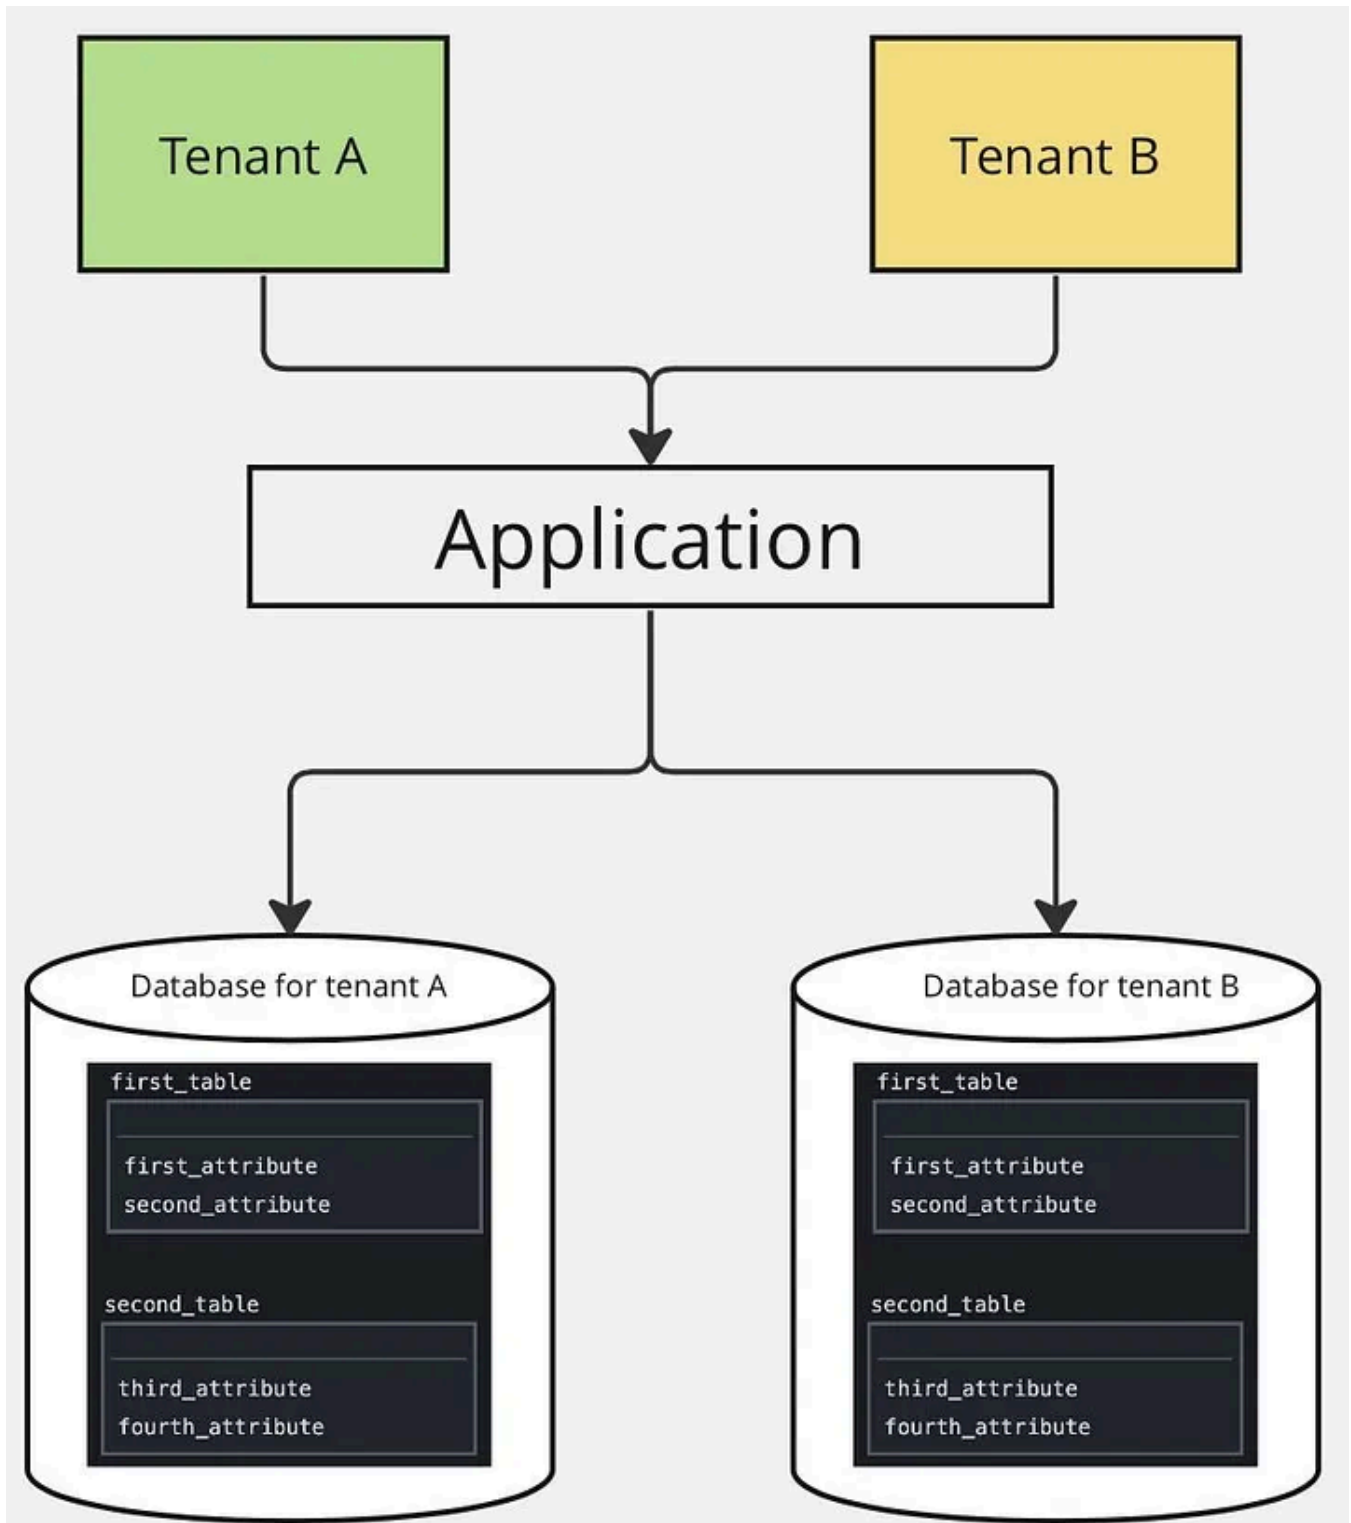 Tenant A
Tenant B
Application
Database for tenant A
first_table
first_attribute
second_attribute
second_table
third_attribute
fourth_attribute
Database for tenant B
first_table
first_attribute
second_attribute
second_table
third_attribute
fourth_attribute